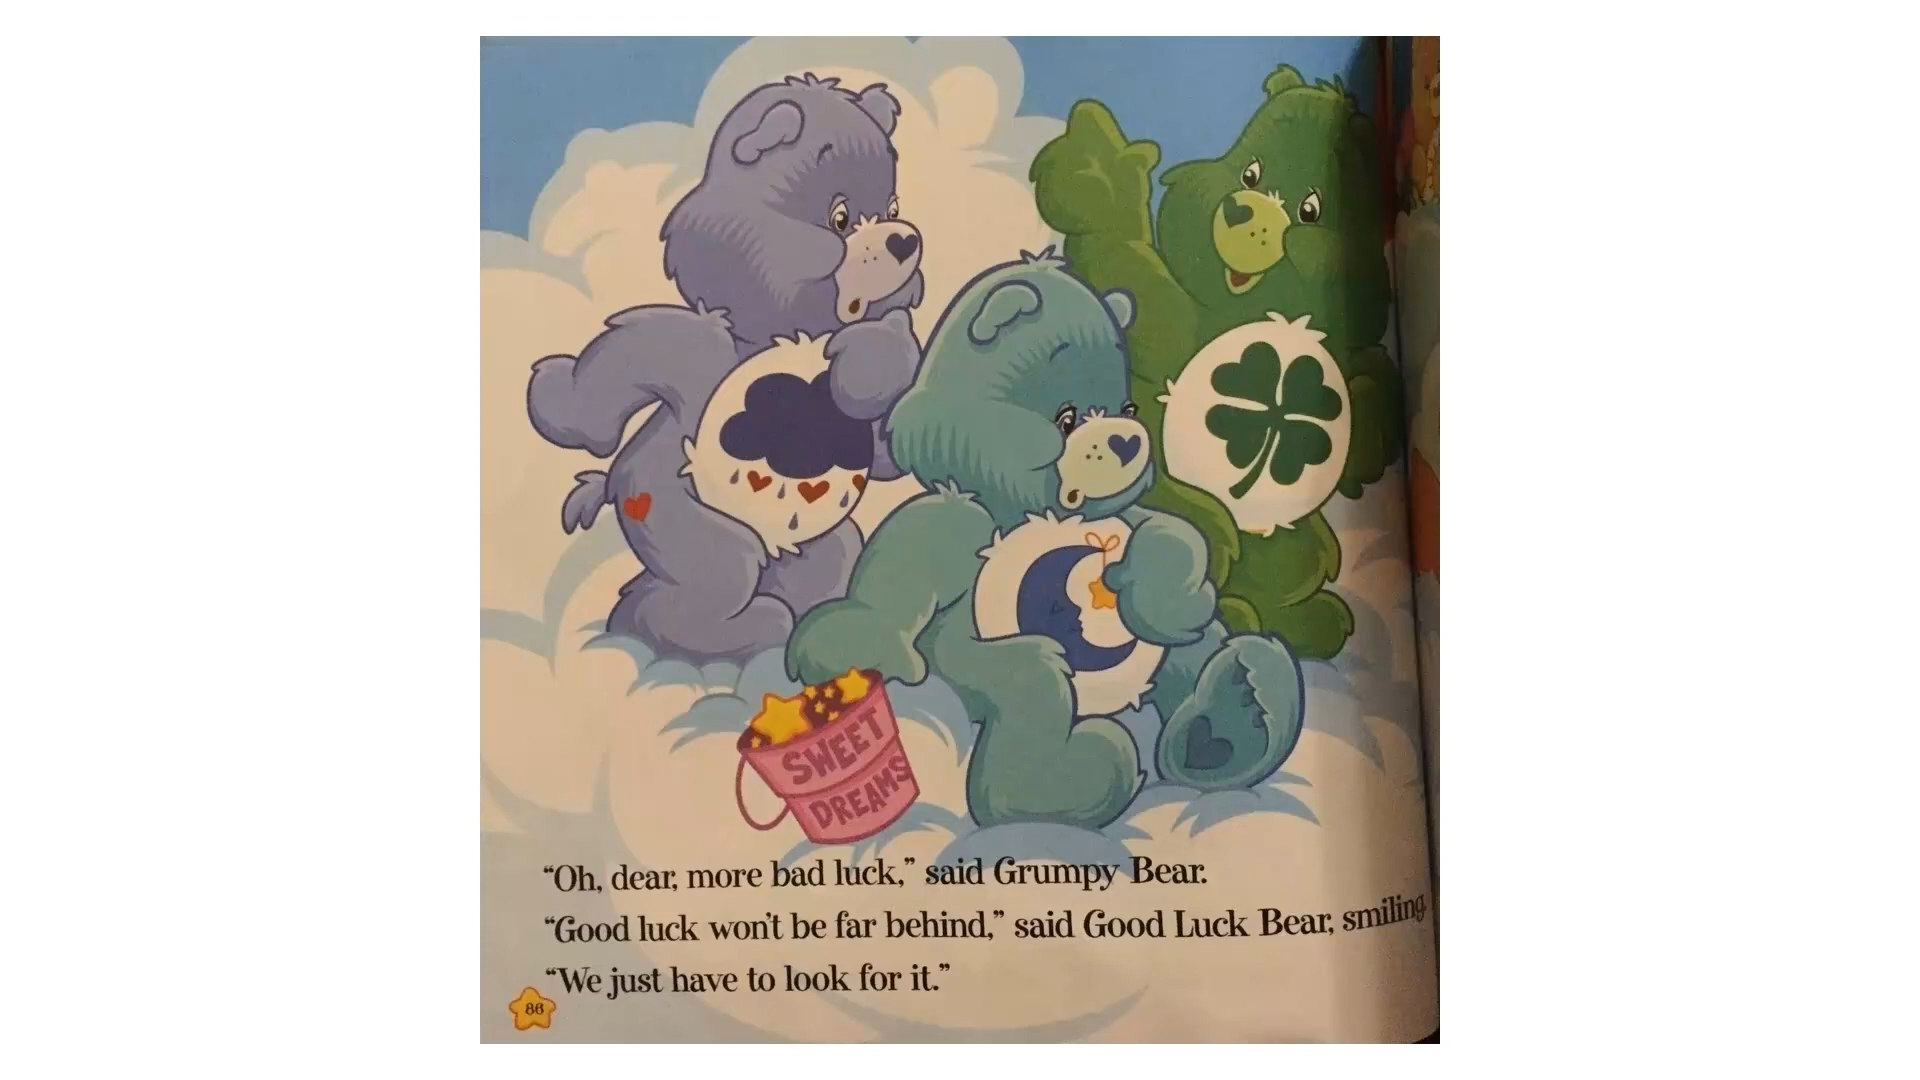 SWEET
DREAMS
“Oh, dear, more bad luck,” said Grumpy Bear.
“Good luck won’t be far behind,” said Good Luck Bear, smiling.
“We just have to look for it.”
86